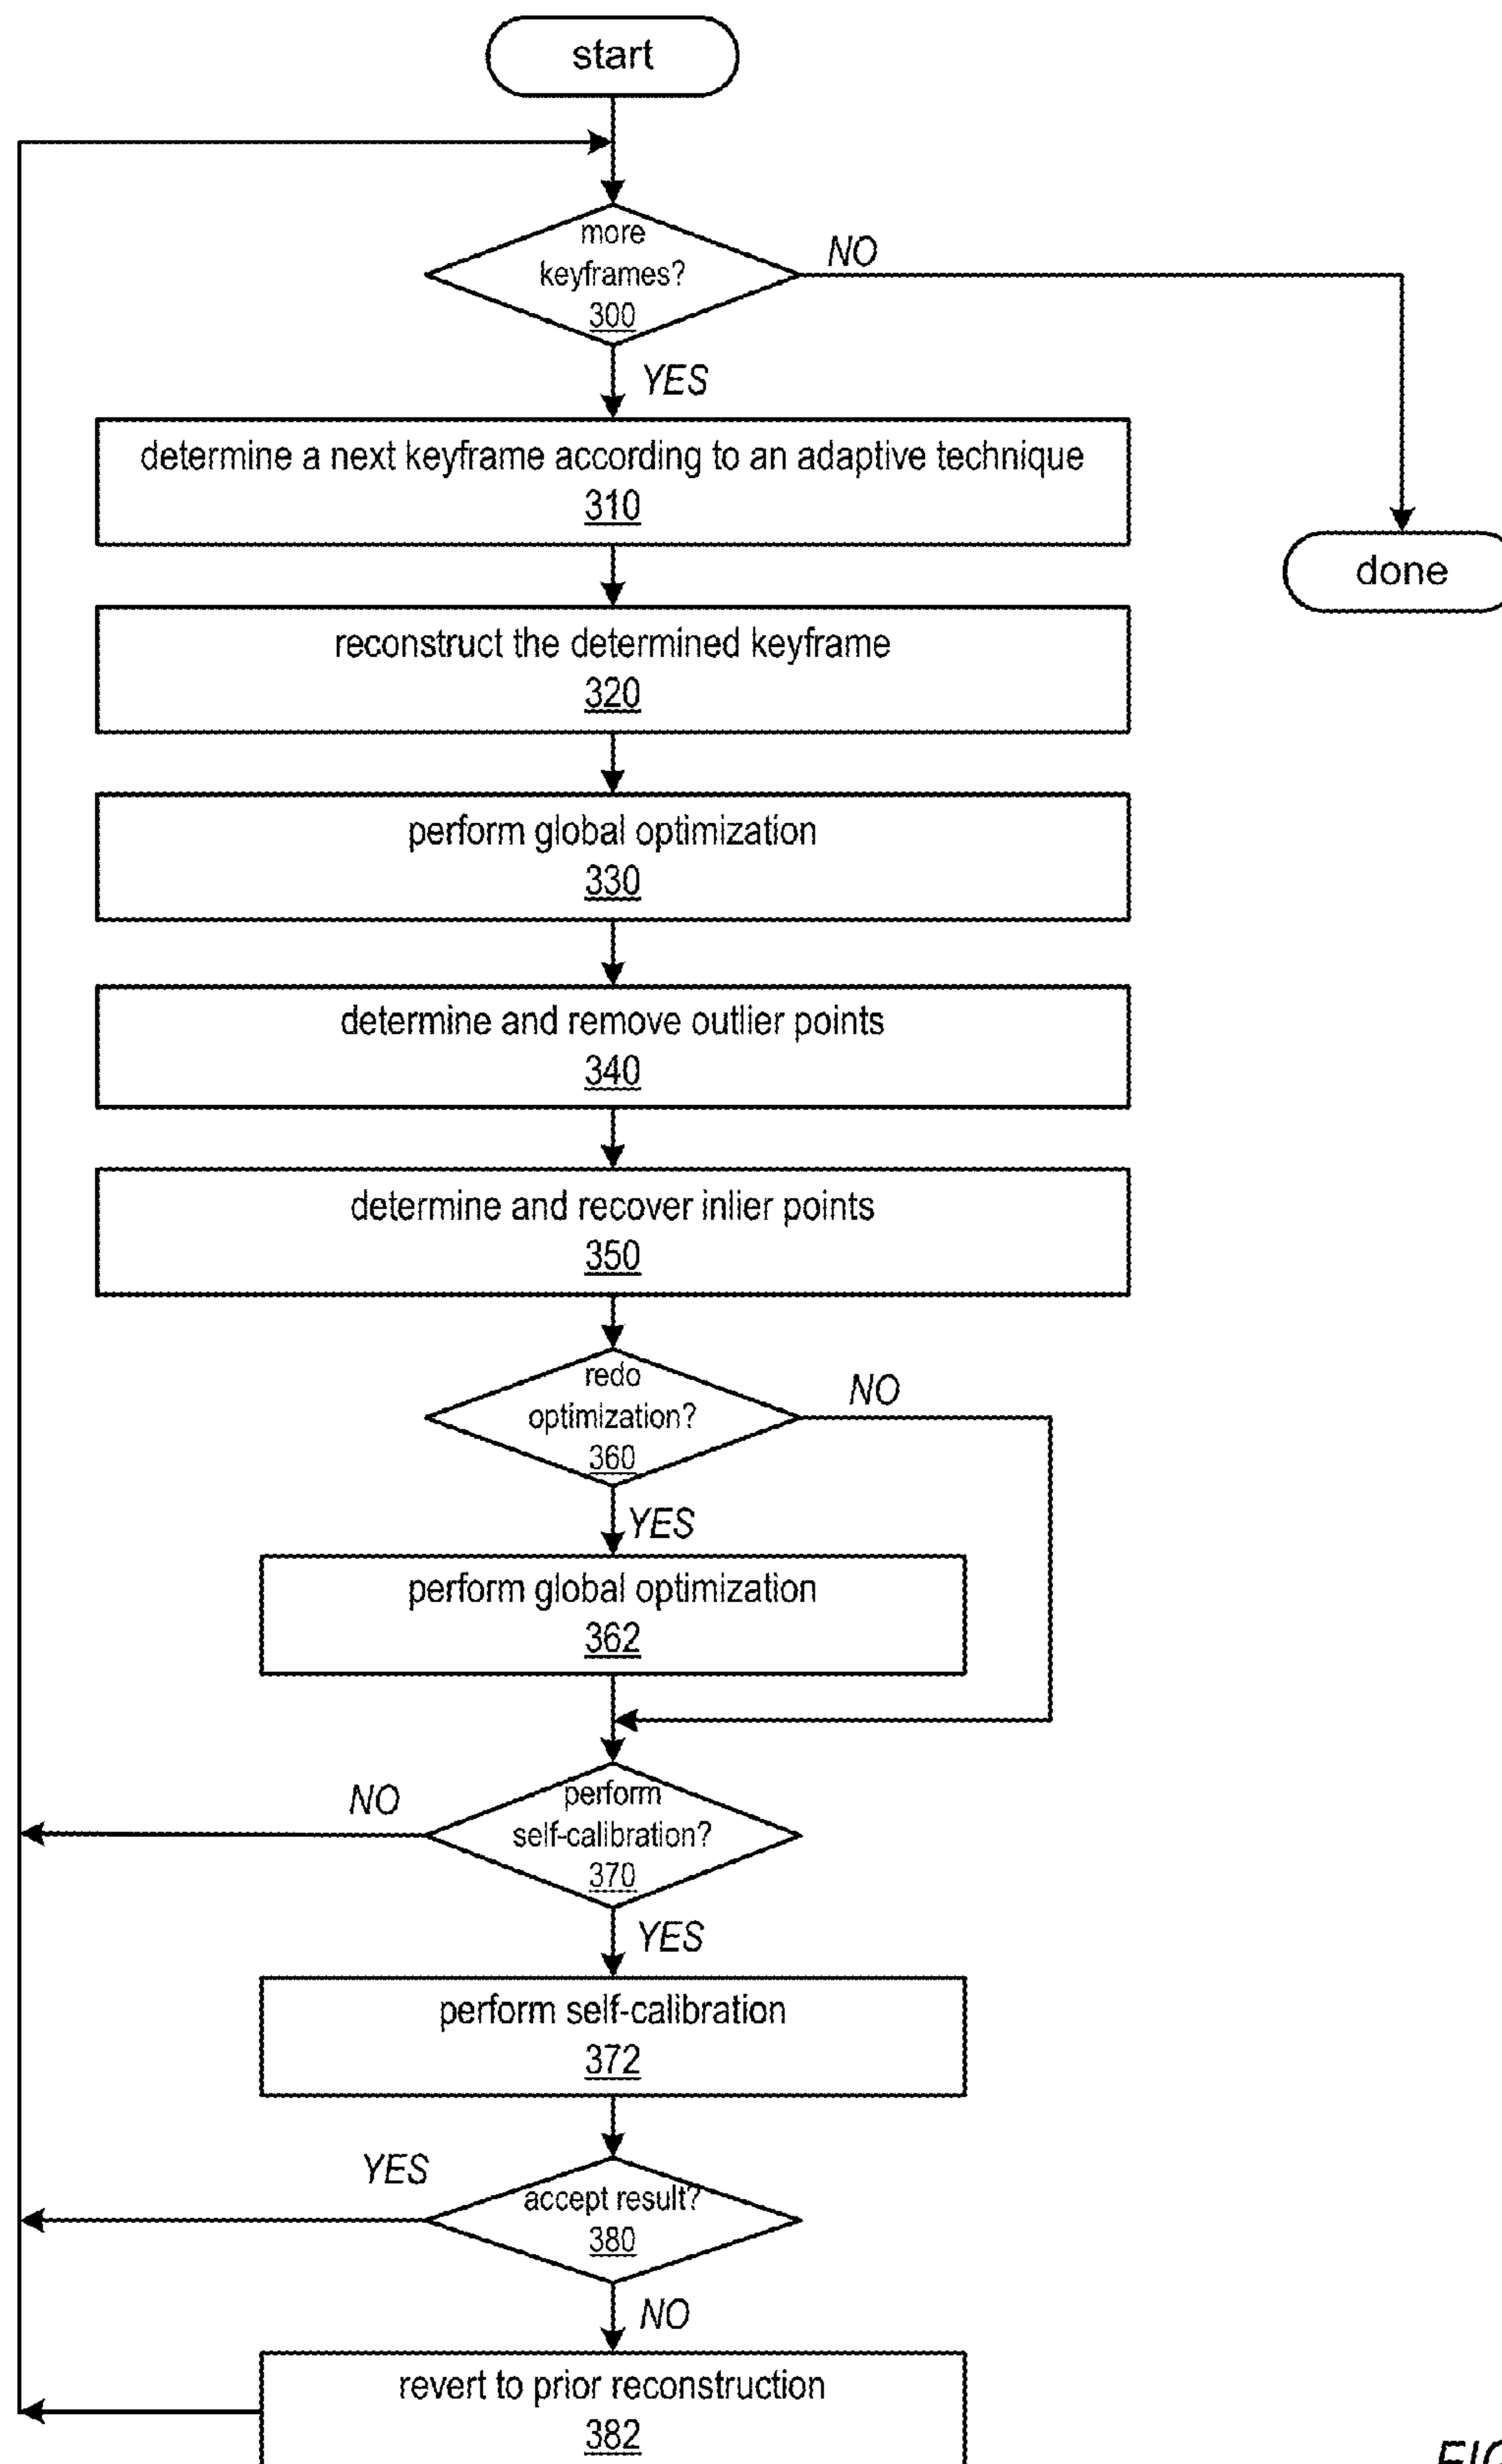 start
more
keyframes?
300
NO
YES
determine a next keyframe according to an adaptive technique
310
done
reconstruct the determined keyframe
320
perform global optimization
330
determine and remove outlier points
340
determine and recover inlier points
350
redo
optimization?
360
NO
YES
perform global optimization
362
perform
self-calibration?
370
NO
YES
perform self-calibration
372
accept result?
380
YES
NO
revert to prior reconstruction
382
FIG